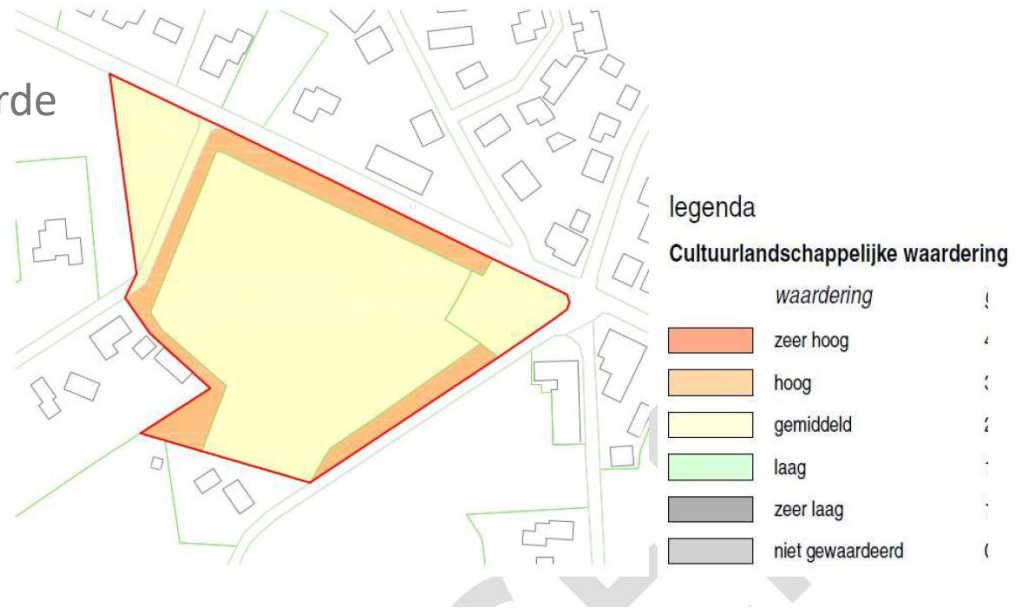 rde
legenda
Cultuurlandschappelijke waardering
waardering
zeer hoog
hoog
gemiddeld
laag
zeer laag
niet gewaardeerd